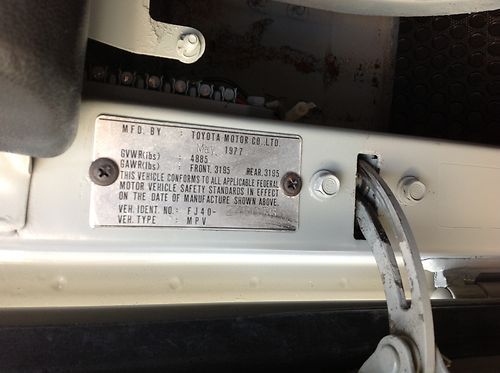 MFD. BY : TOYOTA MOTOR CO., LTD.
May. 1977
GVWR(lbs) : 4885
GAWR(lbs) : FRONT. 3195 REAR. 3195
THIS VEHICLE CONFORMS TO ALL APPLICABLE FEDERAL
MOTOR VEHICLE SAFETY STANDARDS IN EFFECT
ON THE DATE OF MANUFACTURE SHOWN ABOVE.
VEH. IDENT. NO. : FJ40-
VEH. TYPE : MPV